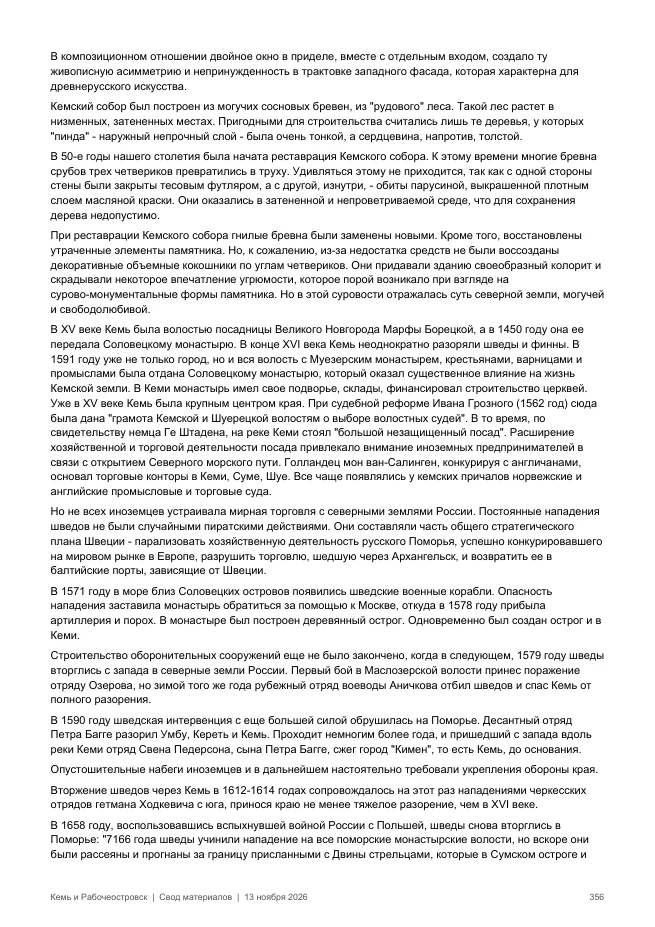 В композиционном отношении двойное окно в приделе, вместе с отдельным входом, создало ту
живописную асимметрию и непринужденность в трактовке западного фасада, которая характерна для
древнерусского искусства.
Кемский собор был построен из могучих сосновых бревен, из "рудового" леса. Такой лес растет в
низменных, затененных местах. Пригодными для строительства считались лишь те деревья, у которых
"пинда" - наружный непрочный слой - была очень тонкой, а сердцевина, напротив, толстой.
В 50-е годы нашего столетия была начата реставрация Кемского собора. К этому времени многие бревна
срубов трех четвериков превратились в труху. Удивляться этому не приходится, так как с одной стороны
стены были закрыты тесовым футляром, а с другой, изнутри, - обиты парусиной, выкрашенной плотным
слоем масляной краски. Они оказались в затененной и непроветриваемой среде, что для сохранения
дерева недопустимо.
При реставрации Кемского собора гнилые бревна были заменены новыми. Кроме того, восстановлены
утраченные элементы памятника. Но, к сожалению, из-за недостатка средств не были воссозданы
декоративные объемные кокошники по углам четвериков. Они придавали зданию своеобразный колорит и
скрадывали некоторое впечатление угрюмости, которое порой возникало при взгляде на
сурово-монументальные формы памятника. Но в этой суровости отражалась суть северной земли, могучей
и свободолюбивой.
В XV веке Кемь была волостью посадницы Великого Новгорода Марфы Борецкой, а в 1450 году она ее
передала Соловецкому монастырю. В конце XVI века Кемь неоднократно разоряли шведы и финны. В
1591 году уже не только город, но и вся волость с Муезерским монастырем, крестьянами, варницами и
промыслами была отдана Соловецкому монастырю, который оказал существенное влияние на жизнь
Кемской земли. В Кеми монастырь имел свое подворье, склады, финансировал строительство церквей.
Уже в XV веке Кемь была крупным центром края. При судебной реформе Ивана Грозного (1562 год) сюда
была дана "грамота Кемской и Шуерецкой волостям о выборе волостных судей". В то время, по
свидетельству немца Ге Штадена, на реке Кеми стоял "большой незащищенный посад". Расширение
хозяйственной и торговой деятельности посада привлекало внимание иноземных предпринимателей в
связи с открытием Северного морского пути. Голландец мон ван-Салинген, конкурируя с англичанами,
основал торговые конторы в Кеми, Суме, Шуе. Все чаще появлялись у кемских причалов норвежские и
английские промысловые и торговые суда.
Но не всех иноземцев устраивала мирная торговля с северными землями России. Постоянные нападения
шведов не были случайными пиратскими действиями. Они составляли часть общего стратегического
плана Швеции - парализовать хозяйственную деятельность русского Поморья, успешно конкурировавшего
на мировом рынке в Европе, разрушить торговлю, шедшую через Архангельск, и возвратить ее в
балтийские порты, зависящие от Швеции.
В 1571 году в море близ Соловецких островов появились шведские военные корабли. Опасность
нападения заставила монастырь обратиться за помощью к Москве, откуда в 1578 году прибыла
артиллерия и порох. В монастыре был построен деревянный острог. Одновременно был создан острог и в
Кеми.
Строительство оборонительных сооружений еще не было закончено, когда в следующем, 1579 году шведы
вторглись с запада в северные земли России. Первый бой в Маслозерской волости принес поражение
отряду Озерова, но зимой того же года рубежный отряд воеводы Аничкова отбил шведов и спас Кемь от
полного разорения.
В 1590 году шведская интервенция с еще большей силой обрушилась на Поморье. Десантный отряд
Петра Багге разорил Умбу, Кереть и Кемь. Проходит немногим более года, и пришедший с запада вдоль
реки Кеми отряд Свена Педерсона, сына Петра Багге, сжег город "Кимен", то есть Кемь, до основания.
Опустошительные набеги иноземцев и в дальнейшем настоятельно требовали укрепления обороны края.
Вторжение шведов через Кемь в 1612-1614 годах сопровождалось на этот раз нападениями черкесских
отрядов гетмана Ходкевича с юга, принося краю не менее тяжелое разорение, чем в XVI веке.
В 1658 году, воспользовавшись вспыхнувшей войной России с Польшей, шведы снова вторглись в
Поморье: "7166 года шведы учинили нападение на все поморские монастырские волости, но вскоре они
были рассеяны и прогнаны за границу присланными с Двины стрельцами, которые в Сумском остроге и
Кемь и Рабочеостровск | Свод материалов | 13 ноября 2026 356